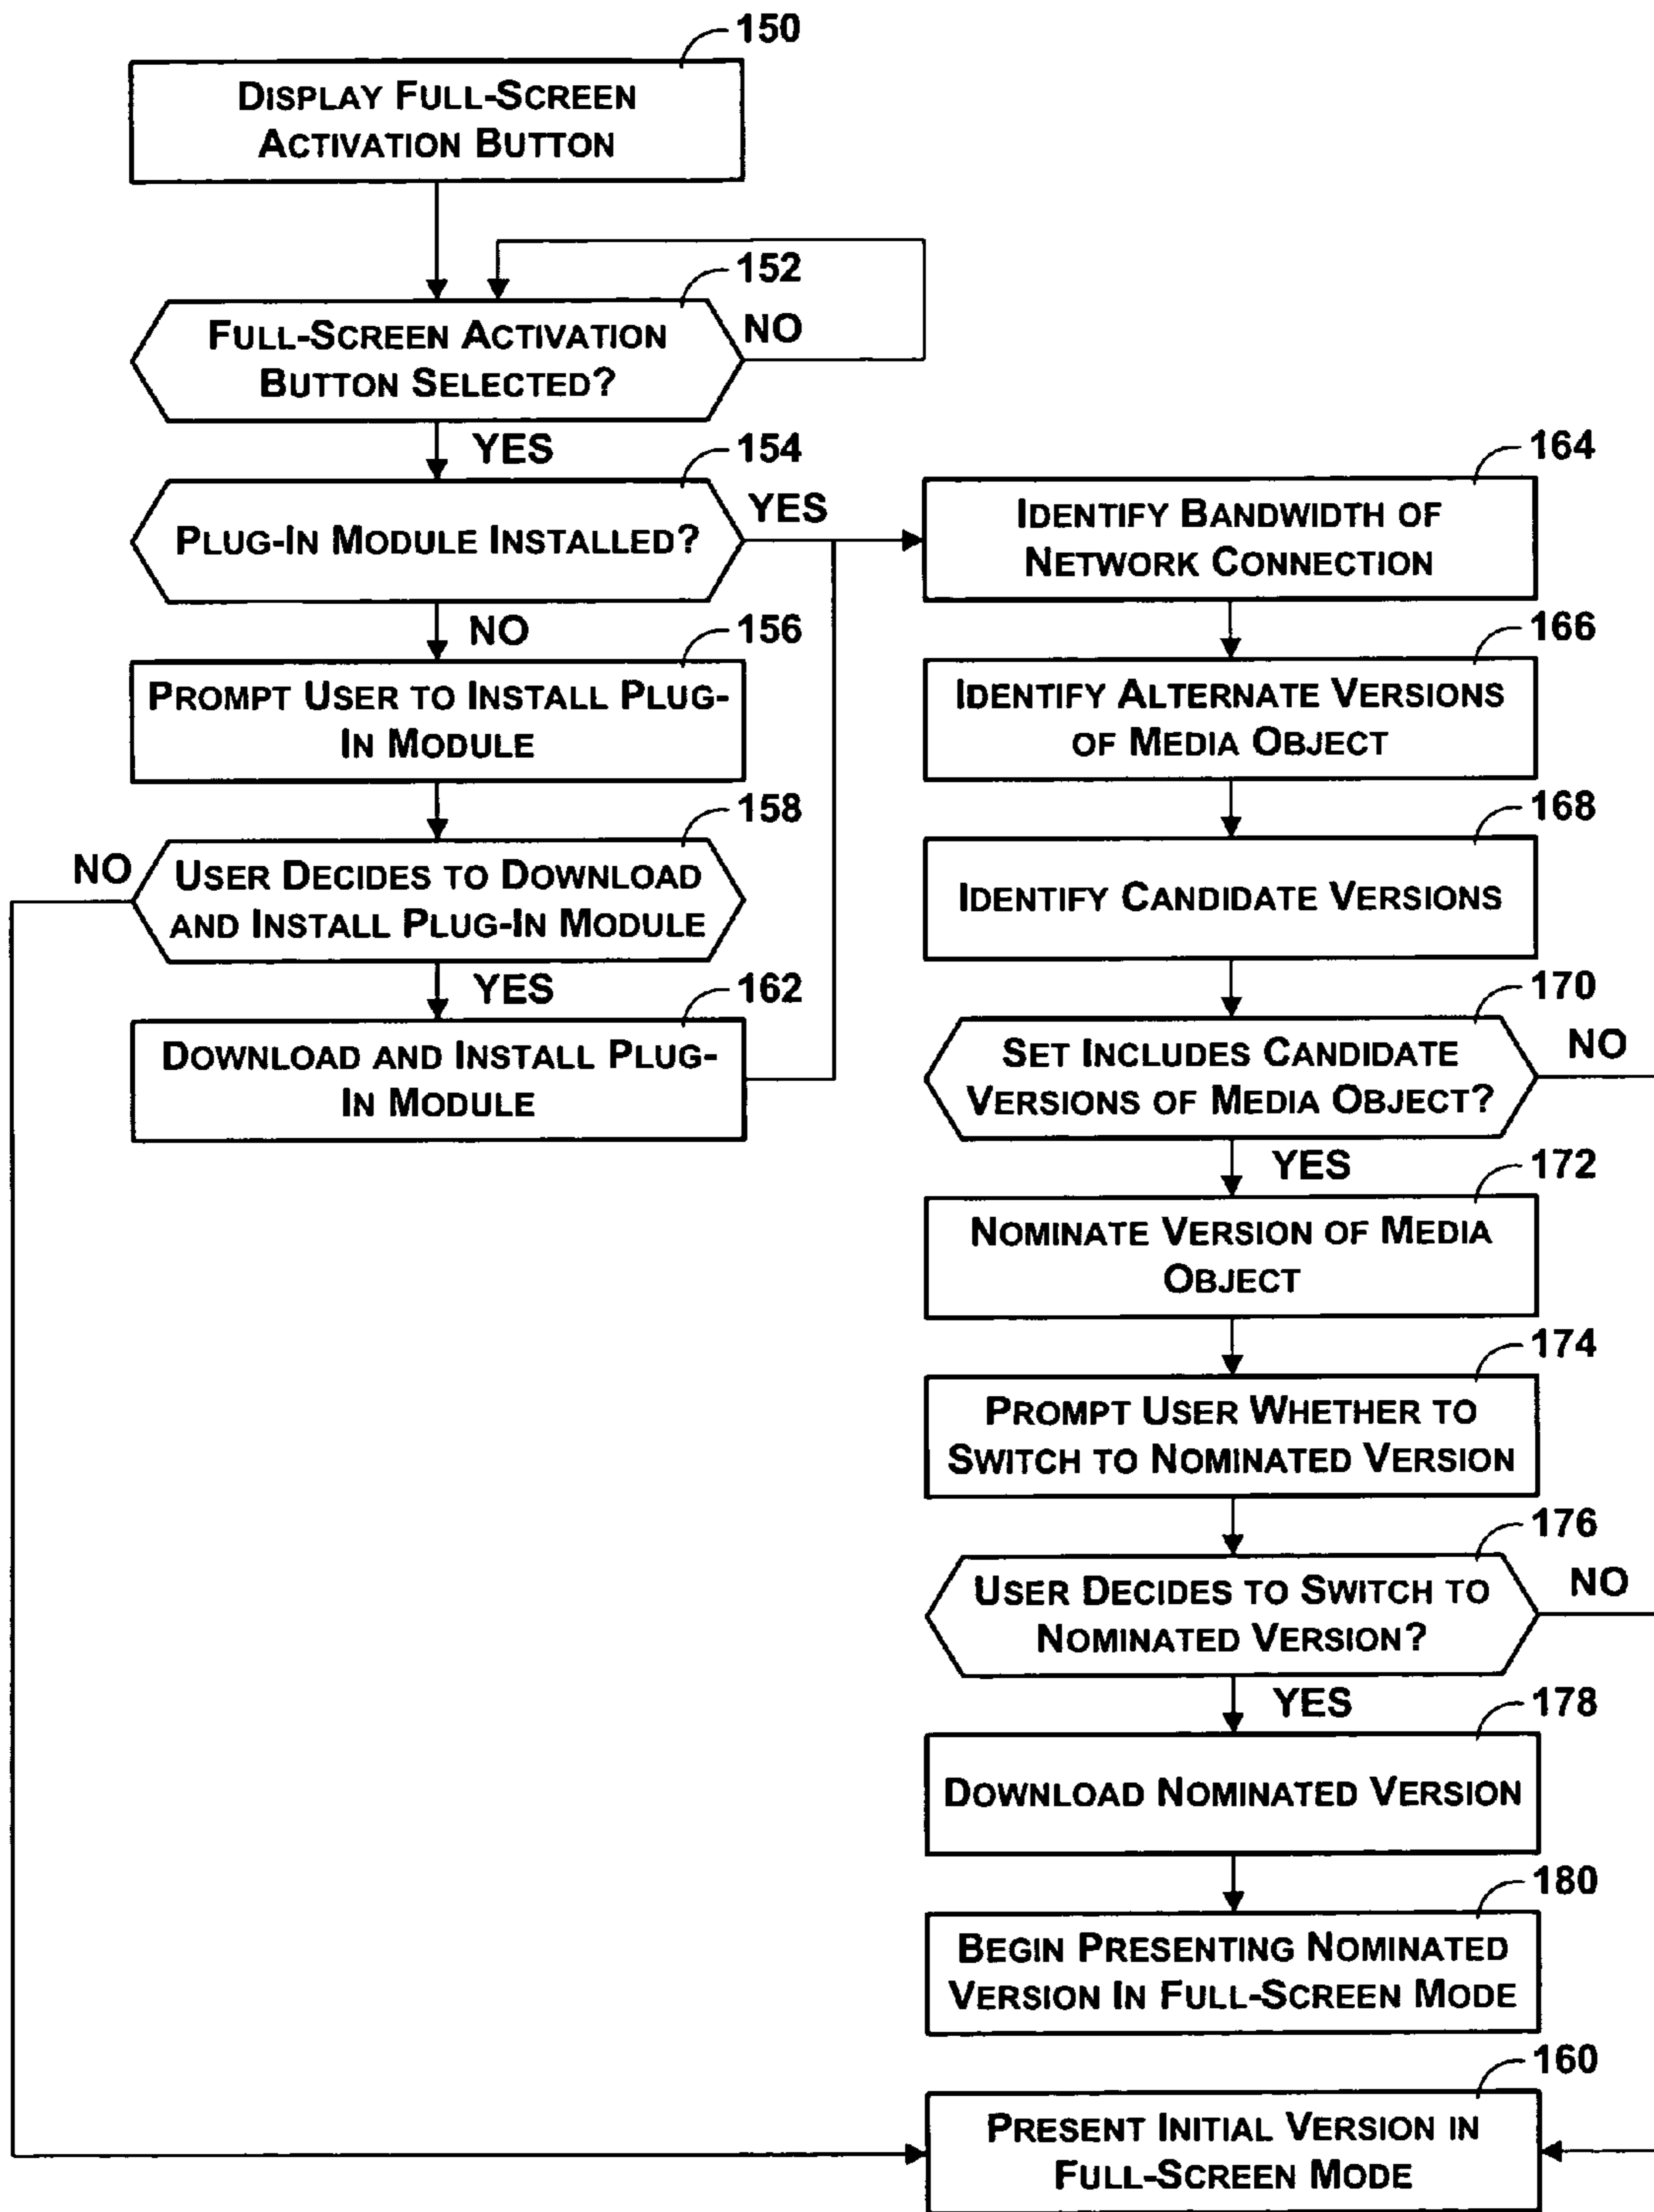 150
DISPLAY FULL-SCREEN
ACTIVATION BUTTON
152
FULL-SCREEN ACTIVATION
BUTTON SELECTED?
NO
YES
154
PLUG-IN MODULE INSTALLED?
YES
NO
156
PROMPT USER TO INSTALL PLUG-
IN MODULE
158
NO
USER DECIDES TO DOWNLOAD
AND INSTALL PLUG-IN MODULE
YES
162
DOWNLOAD AND INSTALL PLUG-
IN MODULE
164
IDENTIFY BANDWIDTH OF
NETWORK CONNECTION
166
IDENTIFY ALTERNATE VERSIONS
OF MEDIA OBJECT
168
IDENTIFY CANDIDATE VERSIONS
170
SET INCLUDES CANDIDATE
VERSIONS OF MEDIA OBJECT?
NO
YES
172
NOMINATE VERSION OF MEDIA
OBJECT
174
PROMPT USER WHETHER TO
SWITCH TO NOMINATED VERSION
176
USER DECIDES TO SWITCH TO
NOMINATED VERSION?
NO
YES
178
DOWNLOAD NOMINATED VERSION
180
BEGIN PRESENTING NOMINATED
VERSION IN FULL-SCREEN MODE
160
PRESENT INITIAL VERSION IN
FULL-SCREEN MODE